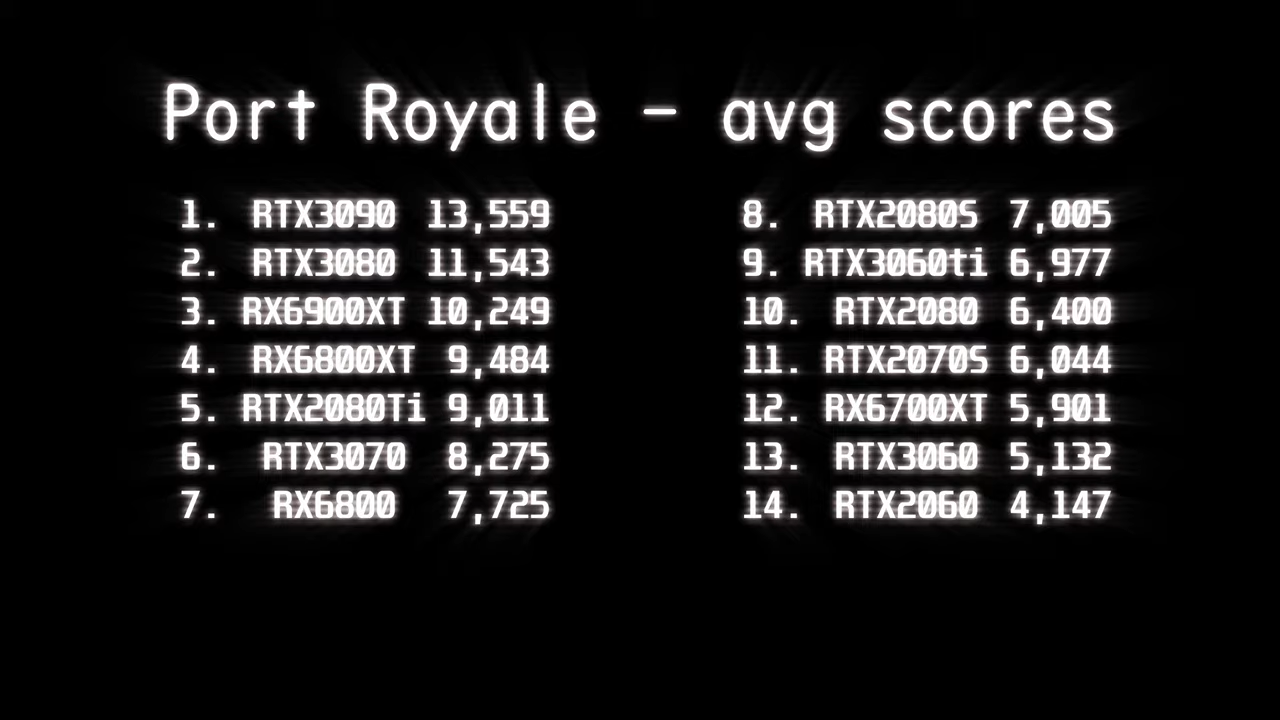 Port Royale - avg scores
1. RTX3090 13,559
2. RTX3080 11,543
3. RX6900XT 10,249
4. RX6800XT 9,484
5. RTX2080Ti 9,011
6. RTX3070 8,275
7. RX6800 7,725
8. RTX2080S 7,005
9. RTX3060ti 6,977
10. RTX2080 6,400
11. RTX2070S 6,044
12. RX6700XT 5,901
13. RTX3060 5,132
14. RTX2060 4,147